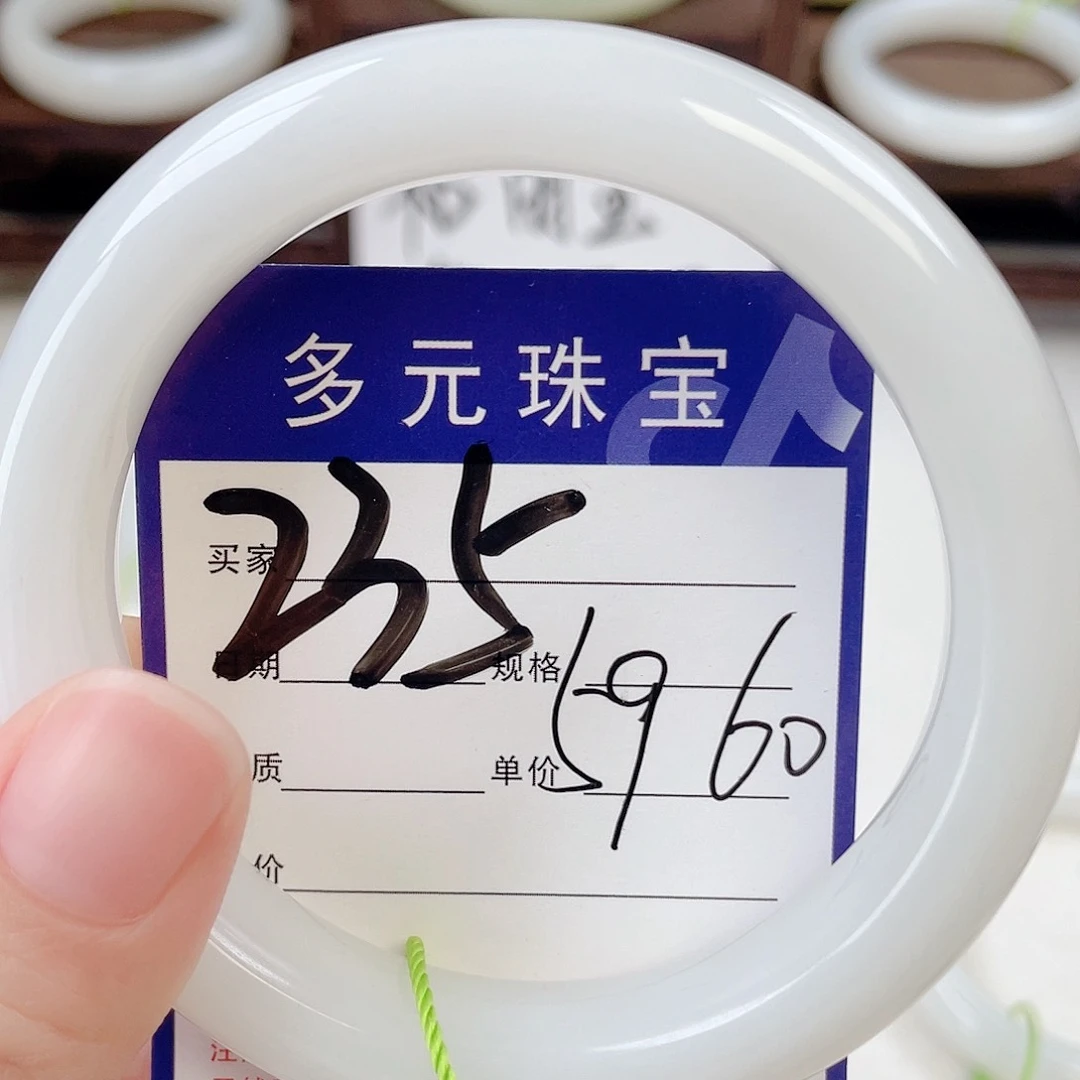 多元珠宝
235
买家
日期 规格 59 60
质 单价
价